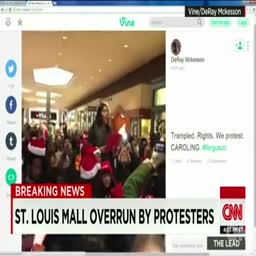 Vine/DeRay Mckesson
Vine
DeRay Mckesson
Trampled. Rights. We protest.
CAROLING. #ferguson
BREAKING NEWS
ST. LOUIS MALL OVERRUN BY PROTESTERS
CNN
THE LEAD